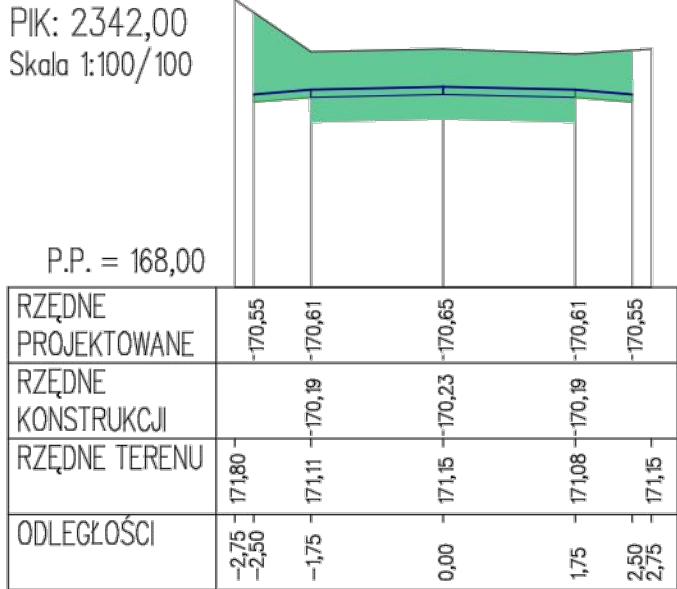 PIK: 2342,00
Skala 1:100/100
P.P. = 168,00
RZĘDNE
PROJEKTOWANE
-170,55
-170,61
-170,65
-170,61
-170,55
RZĘDNE
KONSTRUKCJI
-170,19
-170,23
-170,19
RZĘDNE TERENU
171,80
171,11
171,15
171,08
171,15
ODLEGŁOŚCI
-2,75
-2,50
-1,75
0,00
1,75
2,50
2,75